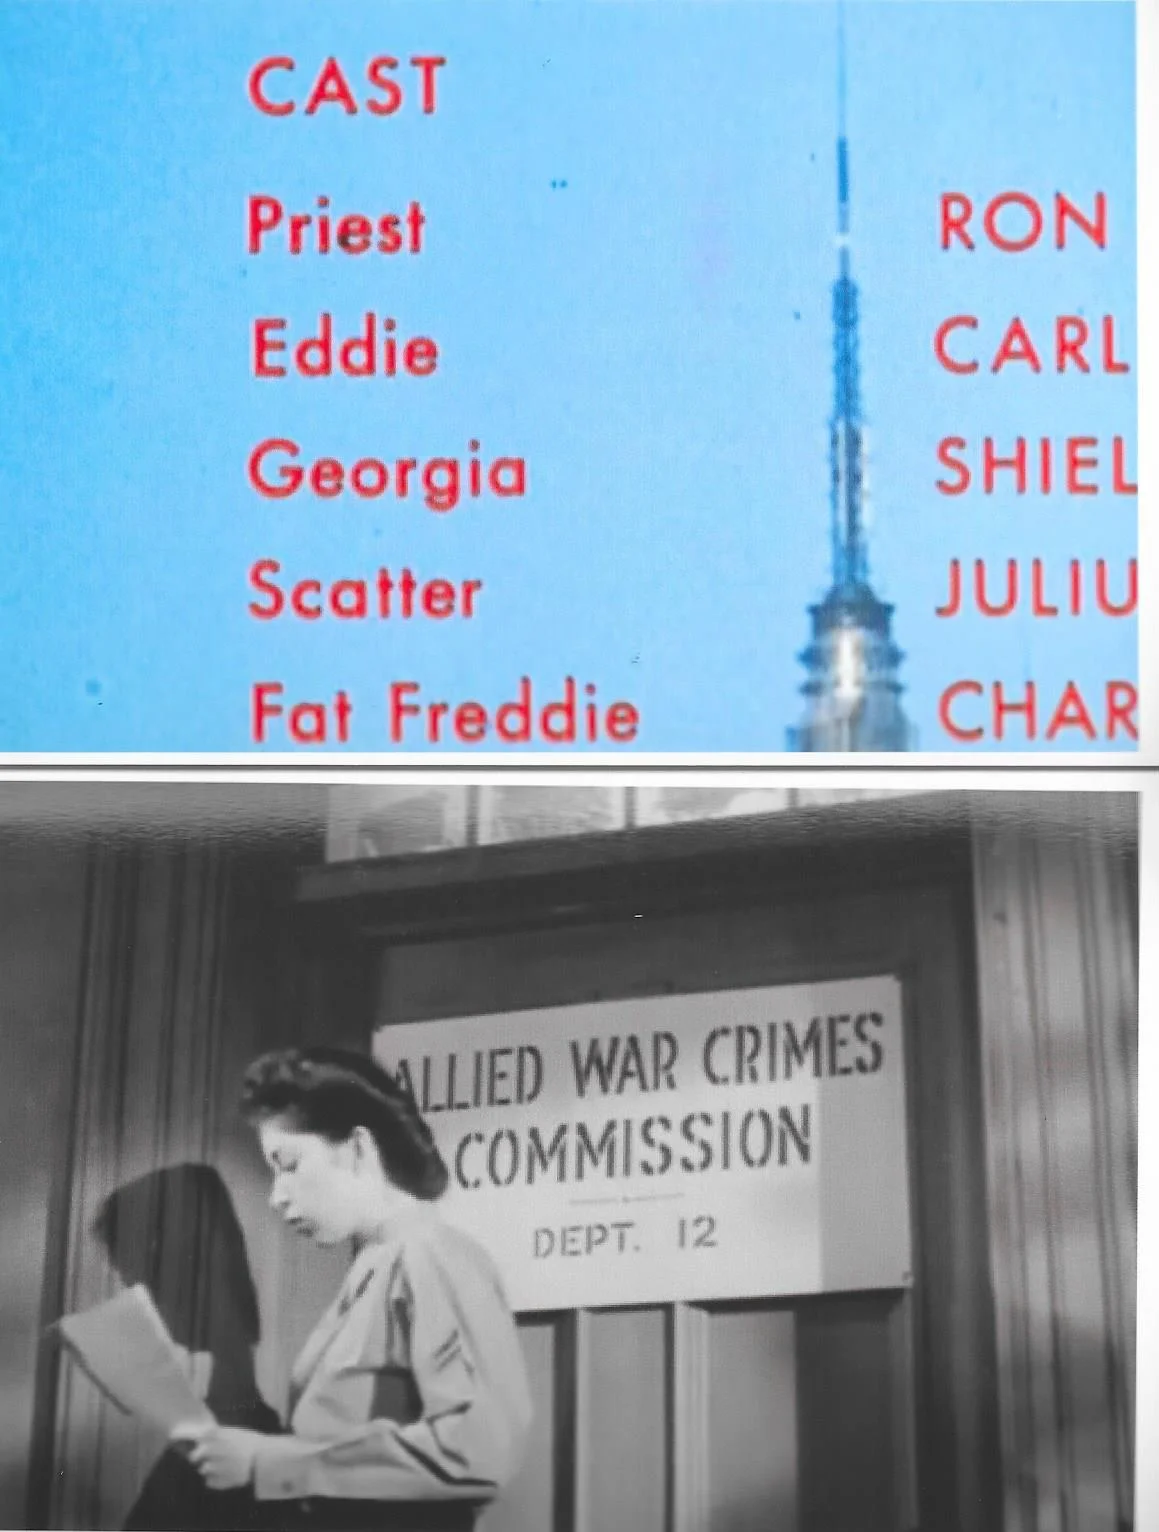 CAST
Priest RON
Eddie CARL
Georgia SHIEL
Scatter JULIU
Fat Freddie CHAR
ALLIED WAR CRIMES
COMMISSION
DEPT. 12